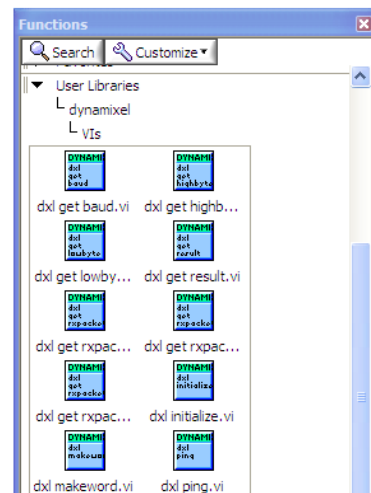 Functions
Search Customize
User Libraries
dynamixel
VIs
DYNAMI DYNAMI
dxl dxl
get get
baud highbyte
dxl get baud.vi dxl get highb...
DYNAMI DYNAMI
dxl dxl
get get
lowbyte result
dxl get lowby... dxl get result.vi
DYNAMI DYNAMI
dxl dxl
get get
rxpacke rxpacke
dxl get rxpac... dxl get rxpac...
DYNAMI DYNAMI
dxl dxl
get initialize
rxpacke
dxl get rxpac... dxl initialize.vi
DYNAMI DYNAMI
dxl dxl
makewo ping
dxl makeword.vi dxl ping.vi